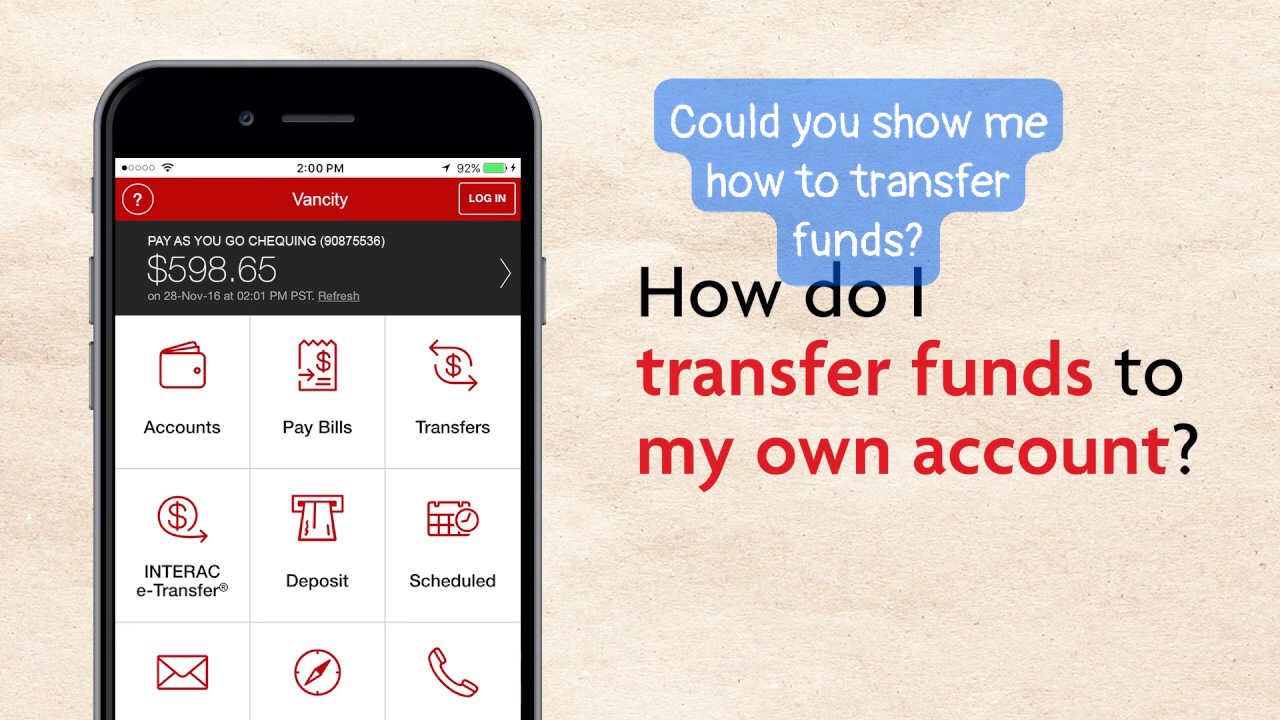 2:00 PM
92%
?
Vancity
LOG IN
PAY AS YOU GO CHEQUING (90875536)
$598.65
on 28-Nov-16 at 02:01 PM PST. Refresh
Accounts
Pay Bills
Transfers
INTERAC
e-Transfer®
Deposit
Scheduled
Could you show me
how to transfer
funds?
How do I
transfer funds to
my own account?